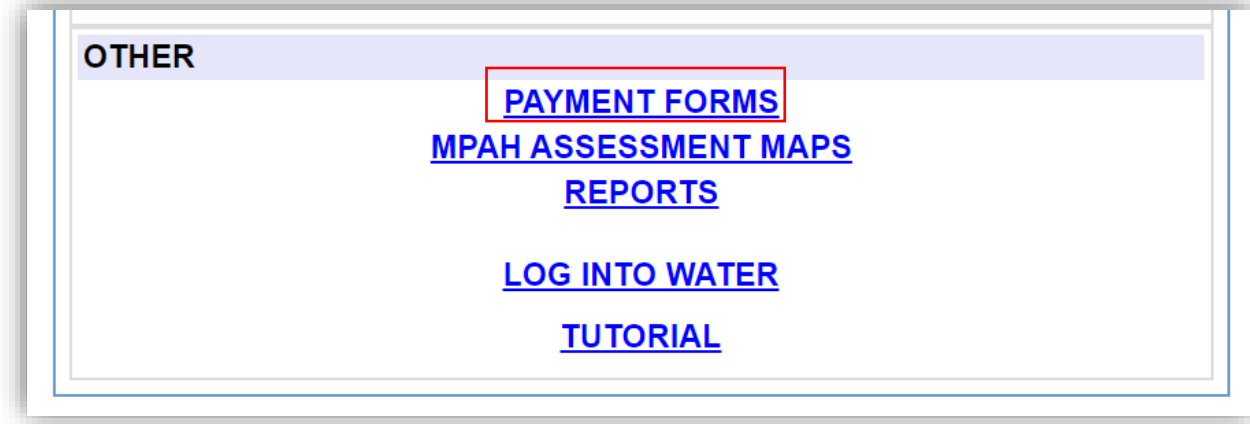 OTHER
PAYMENT FORMS
MPAH ASSESSMENT MAPS
REPORTS
LOG INTO WATER
TUTORIAL